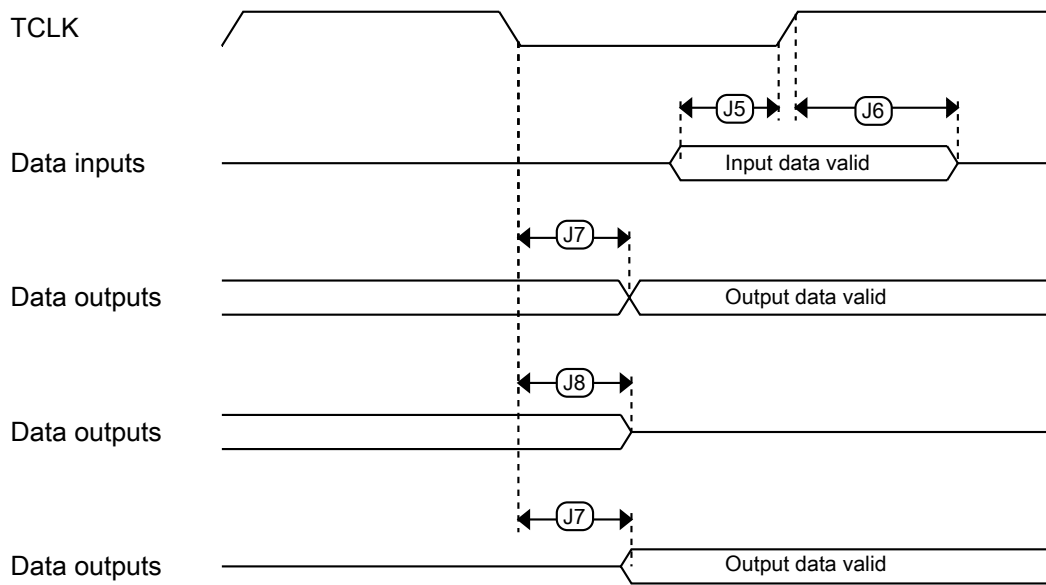 TCLK
J5
J6
Data inputs
Input data valid
J7
Data outputs
Output data valid
J8
Data outputs
J7
Data outputs
Output data valid